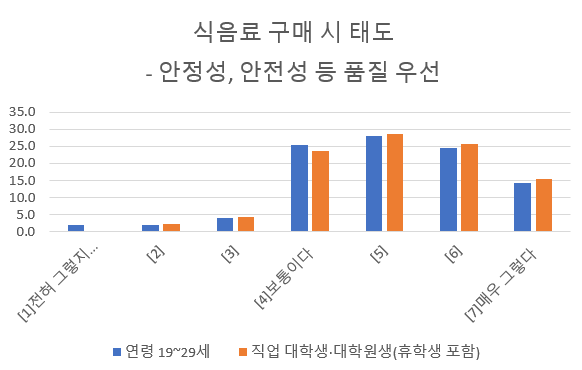 식음료 구매 시 태도
- 안정성, 안전성 등 품질 우선
35.0
30.0
25.0
20.0
15.0
10.0
5.0
0.0
[1]전혀 그렇지...
[2]
[3]
[4]보통이다
[5]
[6]
[7]매우 그렇다
연령 19~29세
직업 대학생·대학원생(휴학생 포함)